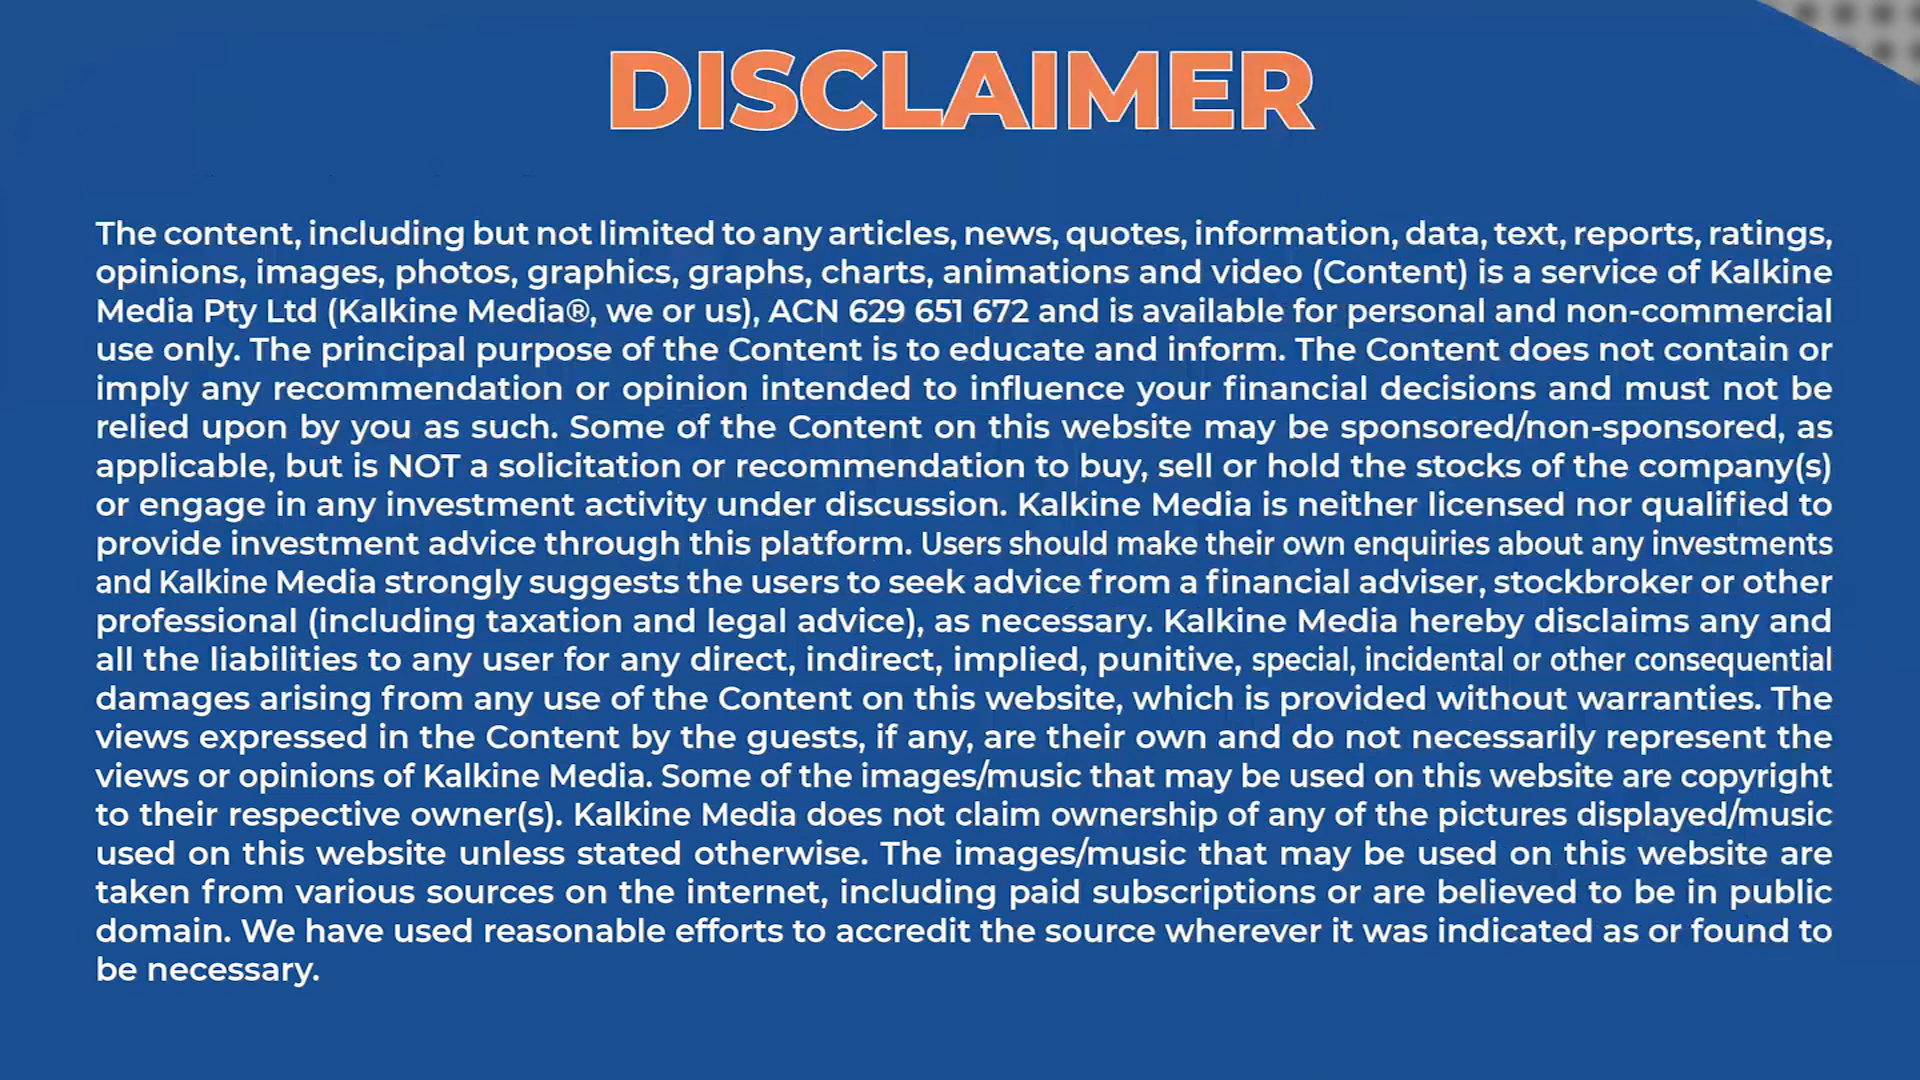 DISCLAIMER
The content, including but not limited to any articles, news, quotes, information, data, text, reports, ratings,
opinions, images, photos, graphics, graphs, charts, animations and video (Content) is a service of Kalkine
Media Pty Ltd (Kalkine Media®, we or us), ACN 629 651 672 and is available for personal and non-commercial
use only. The principal purpose of the Content is to educate and inform. The Content does not contain or
imply any recommendation or opinion intended to influence your financial decisions and must not be
relied upon by you as such. Some of the Content on this website may be sponsored/non-sponsored, as
applicable, but is NOT a solicitation or recommendation to buy, sell or hold the stocks of the company(s)
or engage in any investment activity under discussion. Kalkine Media is neither licensed nor qualified to
provide investment advice through this platform. Users should make their own enquiries about any investments
and Kalkine Media strongly suggests the users to seek advice from a financial adviser, stockbroker or other
professional (including taxation and legal advice), as necessary. Kalkine Media hereby disclaims any and
all the liabilities to any user for any direct, indirect, implied, punitive, special, incidental or other consequential
damages arising from any use of the Content on this website, which is provided without warranties. The
views expressed in the Content by the guests, if any, are their own and do not necessarily represent the
views or opinions of Kalkine Media. Some of the images/music that may be used on this website are copyright
to their respective owner(s). Kalkine Media does not claim ownership of any of the pictures displayed/music
used on this website unless stated otherwise. The images/music that may be used on this website are
taken from various sources on the internet, including paid subscriptions or are believed to be in public
domain. We have used reasonable efforts to accredit the source wherever it was indicated as or found to
be necessary.